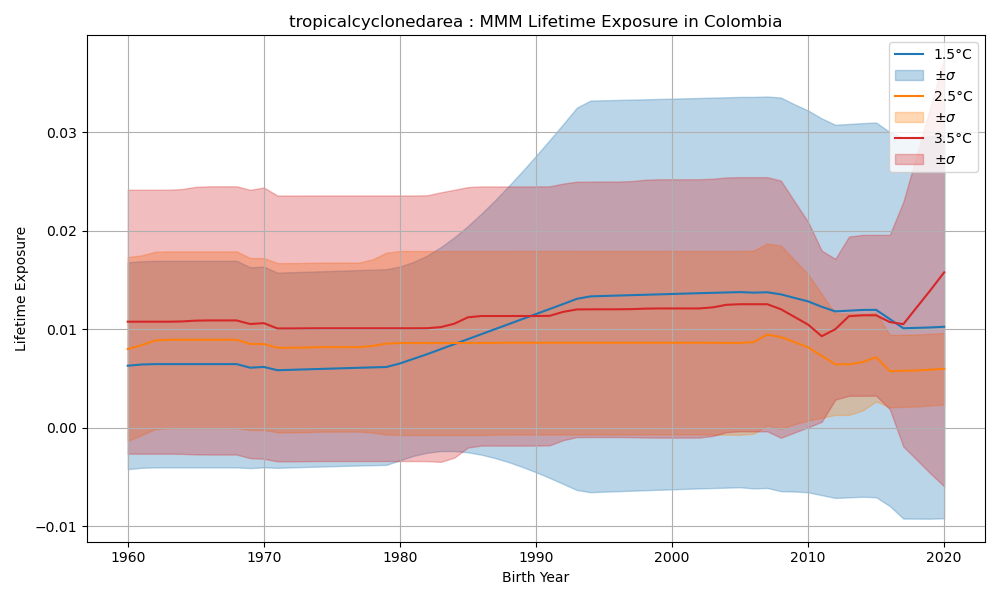 tropicalcyclonedarea : MMM Lifetime Exposure in Colombia
Lifetime Exposure
0.03
0.02
0.01
0.00
−0.01
1960
1970
1980
1990
2000
2010
2020
Birth Year
1.5°C
±σ
2.5°C
±σ
3.5°C
±σ